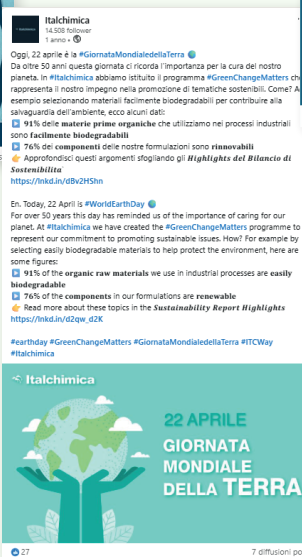 Italchimica
14.508 follower
1 anno •
Oggi, 22 aprile è la #GiornataMondialedellaTerra
Da oltre 50 anni questa giornata ci ricorda l'importanza per la cura del nostro
pianeta. In #Italchimica abbiamo istituito il programma #GreenChangeMatters che
rappresenta il nostro impegno nella promozione di tematiche sostenibili. Come? A
esempio selezionando materiali facilmente biodegradabili per contribuire alla
salvaguardia dell'ambiente, ecco alcuni dati:
▶ 91% delle materie prime organiche che utilizziamo nei processi industriali
sono facilmente biodegradabili
▶ 76% dei componenti delle nostre formulazioni sono rinnovabili
👉 Approfondisci questi argomenti sfogliando gli Highlights del Bilancio di
Sostenibilita`
https://lnkd.in/dBv2H5hn
En. Today, 22 April is #WorldEarthDay
For over 50 years this day has reminded us of the importance of caring for our
planet. At #Italchimica we have created the #GreenChangeMatters programme to
represent our commitment to promoting sustainable issues. How? For example by
selecting easily biodegradable materials to help protect the environment, here are
some figures:
▶ 91% of the organic raw materials we use in industrial processes are easily
biodegradable
▶ 76% of the components in our formulations are renewable
👉 Read more about these topics in the Sustainability Report Highlights
https://lnkd.in/d2qw_d2K
#earthday #GreenChangeMatters #GiornataMondialedellaTerra #ITCWay
#Italchimica
Italchimica
22 APRILE
GIORNATA
MONDIALE
DELLA TERRA
27
7 diffusioni po